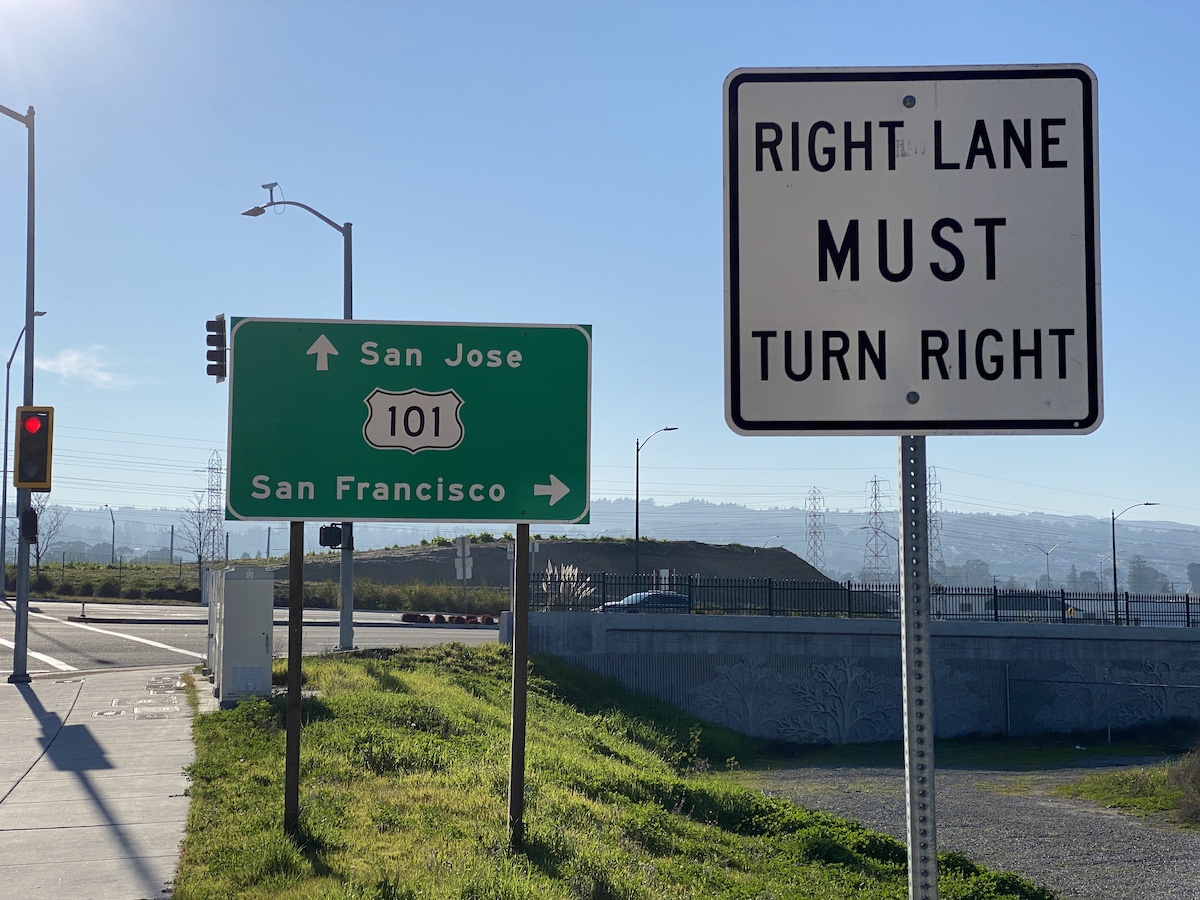 San Jose
101
San Francisco
RIGHT LANE
MUST
TURN RIGHT